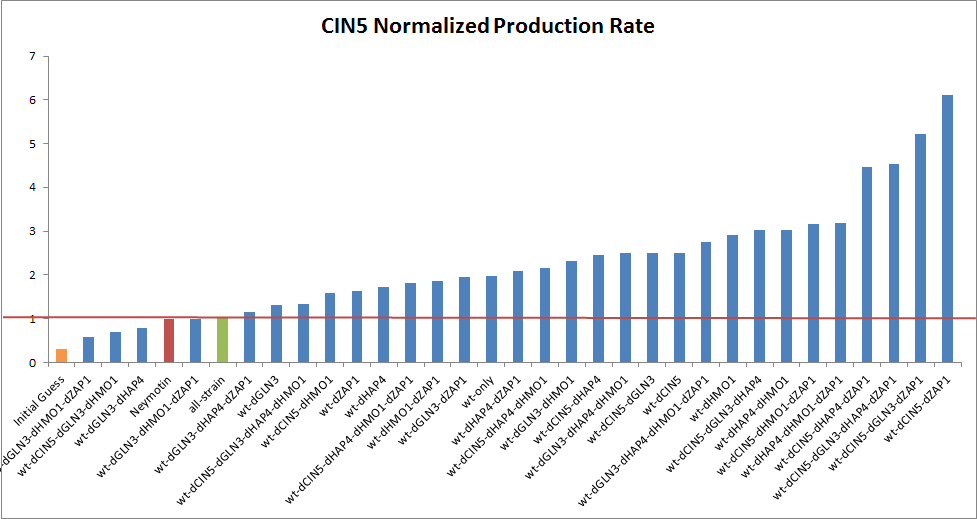 CIN5 Normalized Production Rate
7
6
5
4
3
2
1
0
Initial Guess
-dGLN3-dHMO1-dZAP1
wt-dCIN5-dGLN3-dHMO1
wt-dGLN3-dHAP4
Neymotin
wt-dGLN3-dHMO1-dZAP1
all-strain
wt-dGLN3-dHAP4-dZAP1
wt-dGLN3
wt-dCIN5-dGLN3-dHAP4-dHMO1
wt-dCIN5-dHMO1
wt-dZAP1
wt-dHAP4
wt-dCIN5-dHAP4-dHMO1-dZAP1
wt-dHMO1-dZAP1
wt-dGLN3-dZAP1
wt-only
wt-dHAP4-dZAP1
wt-dCIN5-dHAP4-dHMO1
wt-dGLN3-dHMO1
wt-dCIN5-dHAP4
wt-dGLN3-dHAP4-dHMO1
wt-dCIN5-dGLN3
wt-dCIN5
wt-dGLN3-dHAP4-dHMO1-dZAP1
wt-dHMO1
wt-dCIN5-dGLN3-dHAP4
wt-dHAP4-dHMO1
wt-dCIN5-dHMO1-dZAP1
wt-dHAP4-dHMO1-dZAP1
wt-dCIN5-dHAP4-dZAP1
wt-dCIN5-dGLN3-dHAP4-dZAP1
wt-dCIN5-dGLN3-dZAP1
wt-dCIN5-dZAP1